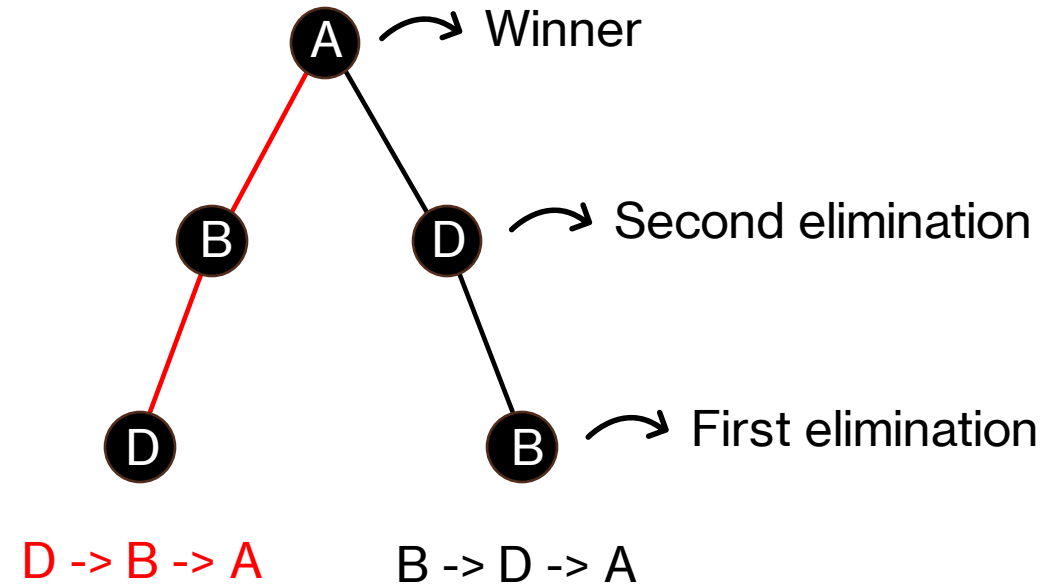 A Winner
B D Second elimination
D B First elimination
D -> B -> A B -> D -> A